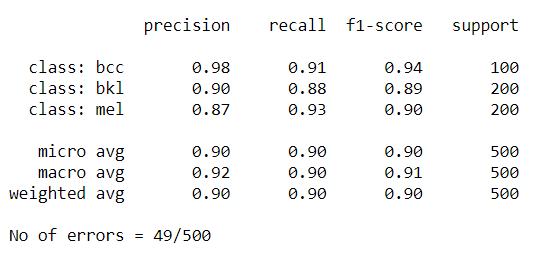 precision recall f1-score support
class: bcc 0.98 0.91 0.94 100
class: bkl 0.90 0.88 0.89 200
class: mel 0.87 0.93 0.90 200
micro avg 0.90 0.90 0.90 500
macro avg 0.92 0.90 0.91 500
weighted avg 0.90 0.90 0.90 500
No of errors = 49/500